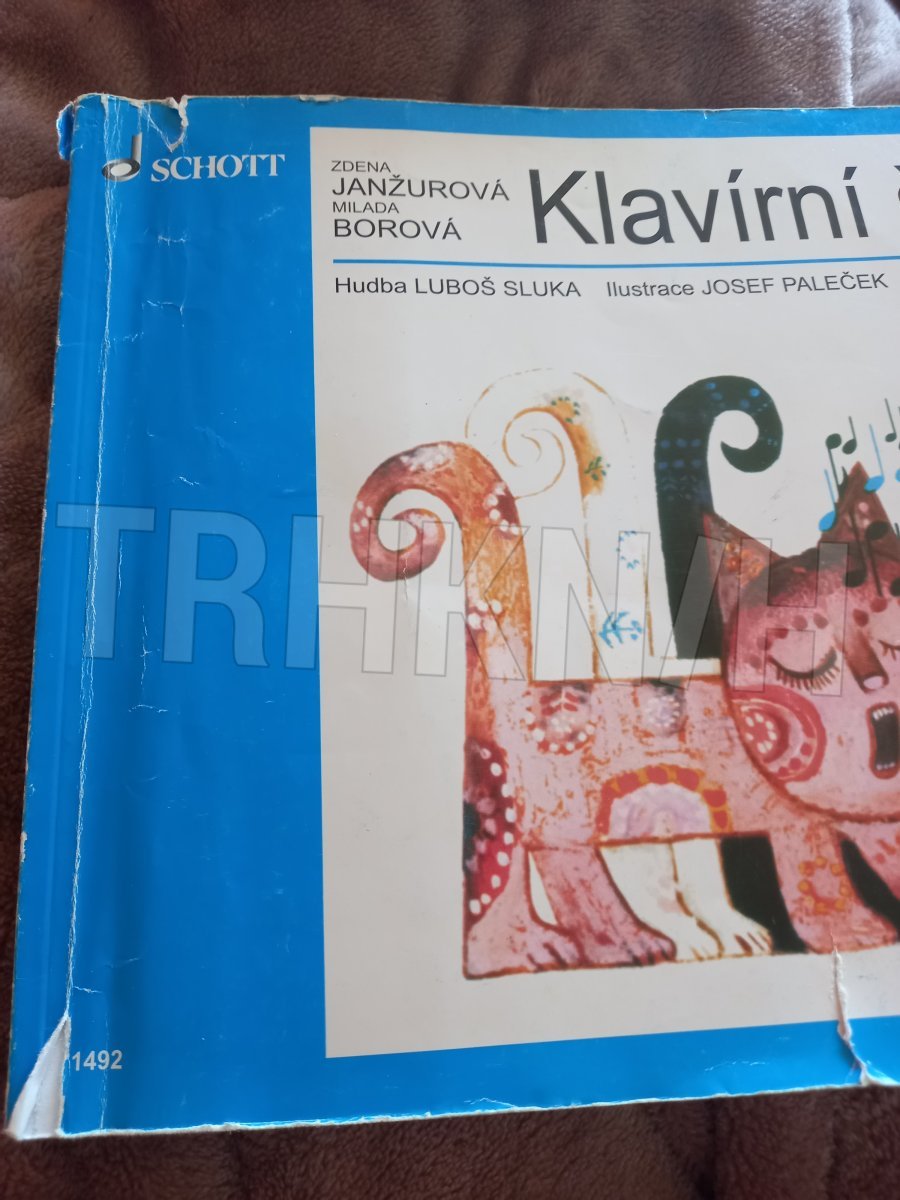 SCHOTT
ZDENA
JANŽUROVÁ
MILADA
BOROVÁ
Klavírní
Hudba LUBOŠ SLUKA Ilustrace JOSEF PALEČEK
TRHKNIH
1492